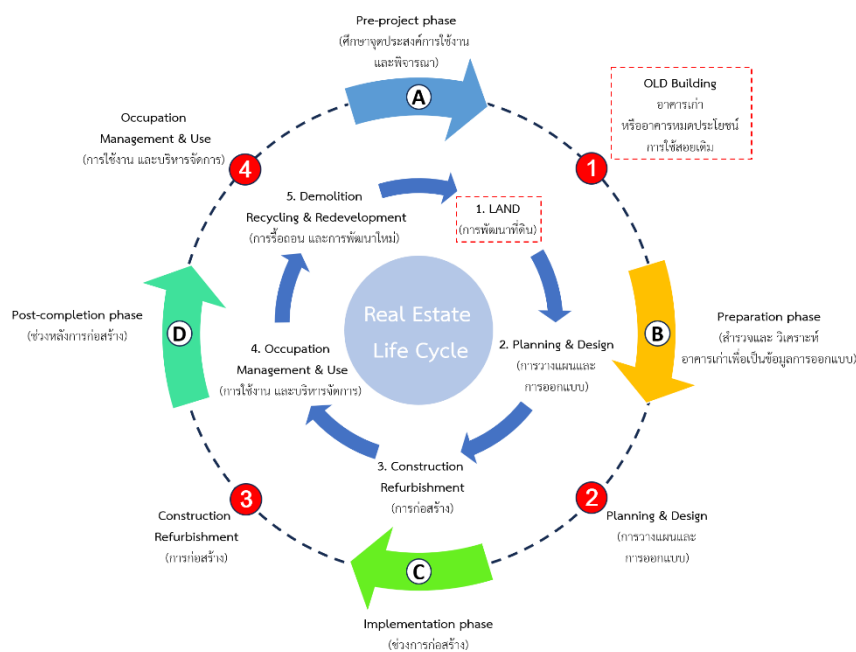 Pre-project phase
(ศึกษาจุดประสงค์การใช้งาน
และพิจารณา)
A
OLD Building
อาคารเก่า
หรืออาคารหมดประโยชน์
การใช้สอยเดิม
1
Occupation
Management & Use
(การใช้งาน และบริหารจัดการ)
4
5. Demolition
Recycling & Redevelopment
(การรื้อถอน และการพัฒนาใหม่)
1. LAND
(การพัฒนาที่ดิน)
Real Estate
Life Cycle
Post-completion phase
(ช่วงหลังการก่อสร้าง)
D
B
Preparation phase
(สำรวจและ วิเคราะห์
อาคารเก่าเพื่อเป็นข้อมูลการออกแบบ)
4. Occupation
Management & Use
(การใช้งาน และบริหารจัดการ)
2. Planning & Design
(การวางแผนและ
การออกแบบ)
3. Construction
Refurbishment
(การก่อสร้าง)
3
Construction
Refurbishment
(การก่อสร้าง)
2
Planning & Design
(การวางแผนและ
การออกแบบ)
C
Implementation phase
(ช่วงการก่อสร้าง)